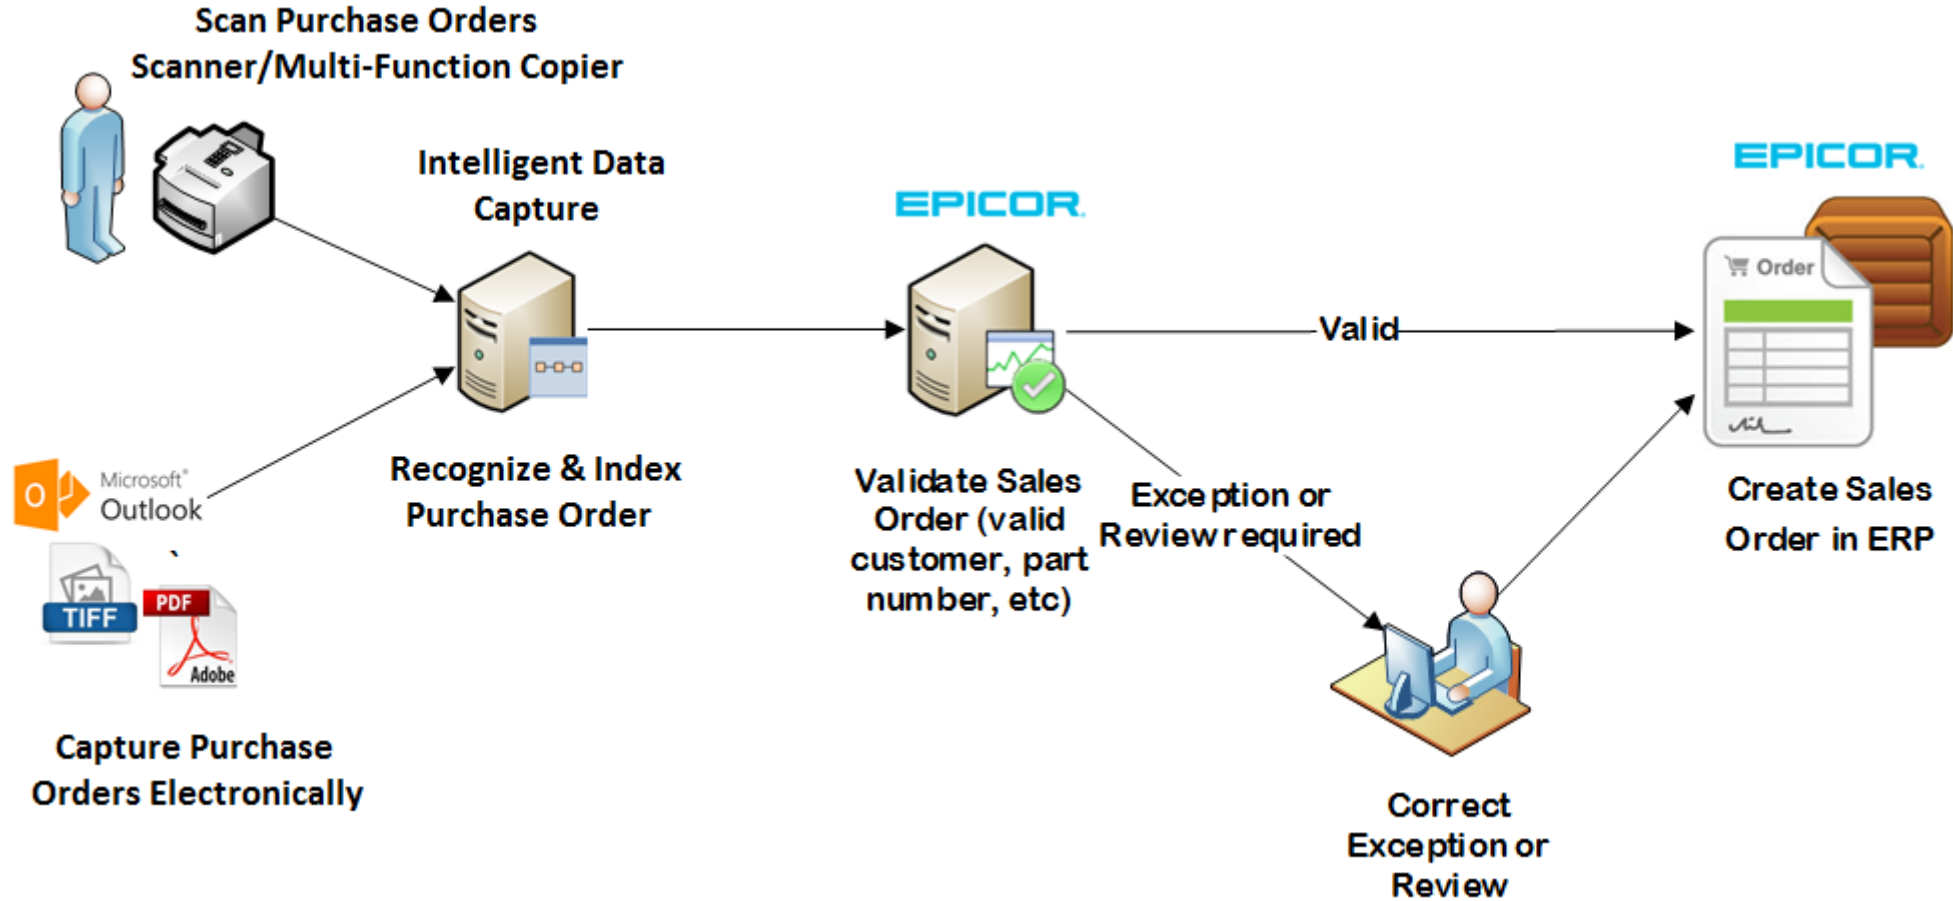 Scan Purchase Orders
Scanner/Multi-Function Copier
Intelligent Data
Capture
EPICOR.
EPICOR.
Order
Valid
Microsoft®
Outlook
`
TIFF
PDF
Adobe
Recognize & Index
Purchase Order
Validate Sales
Order (valid
customer, part
number, etc)
Exception or
Review required
Create Sales
Order in ERP
Capture Purchase
Orders Electronically
Correct
Exception or
Review